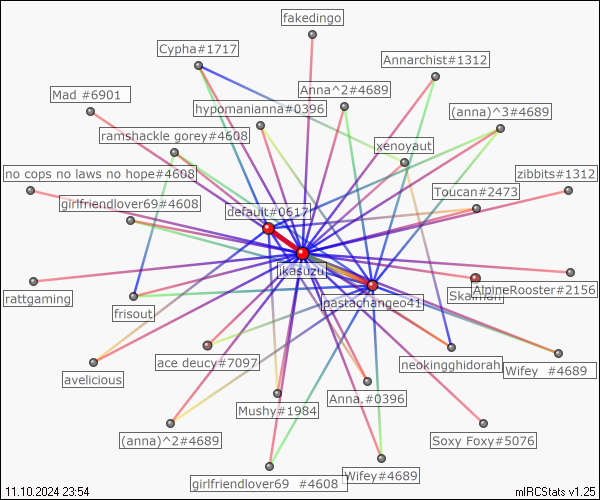 fakedingo
Cypha#1717
Annarchist#1312
Mad #6901
Anna^2#4689
hypomanianna#0396
(anna)^3#4689
ramshackle gorey#4608
xenoyaut
no cops no laws no hope#4608
zibbits#1312
Toucan#2473
girlfriendlover69#4608
default#0617
jkasuzu
Skaiman
AlpineRooster#2156
rattgaming
pastachangeo41
frisout
ace deucy#7097
neokingghidorah
Wifey #4689
avelicious
Anna.#0396
Mushy#1984
(anna)^2#4689
Soxy Foxy#5076
Wifey#4689
girlfriendlover69 #4608
11.10.2024 23:54
mIRCStats v1.25